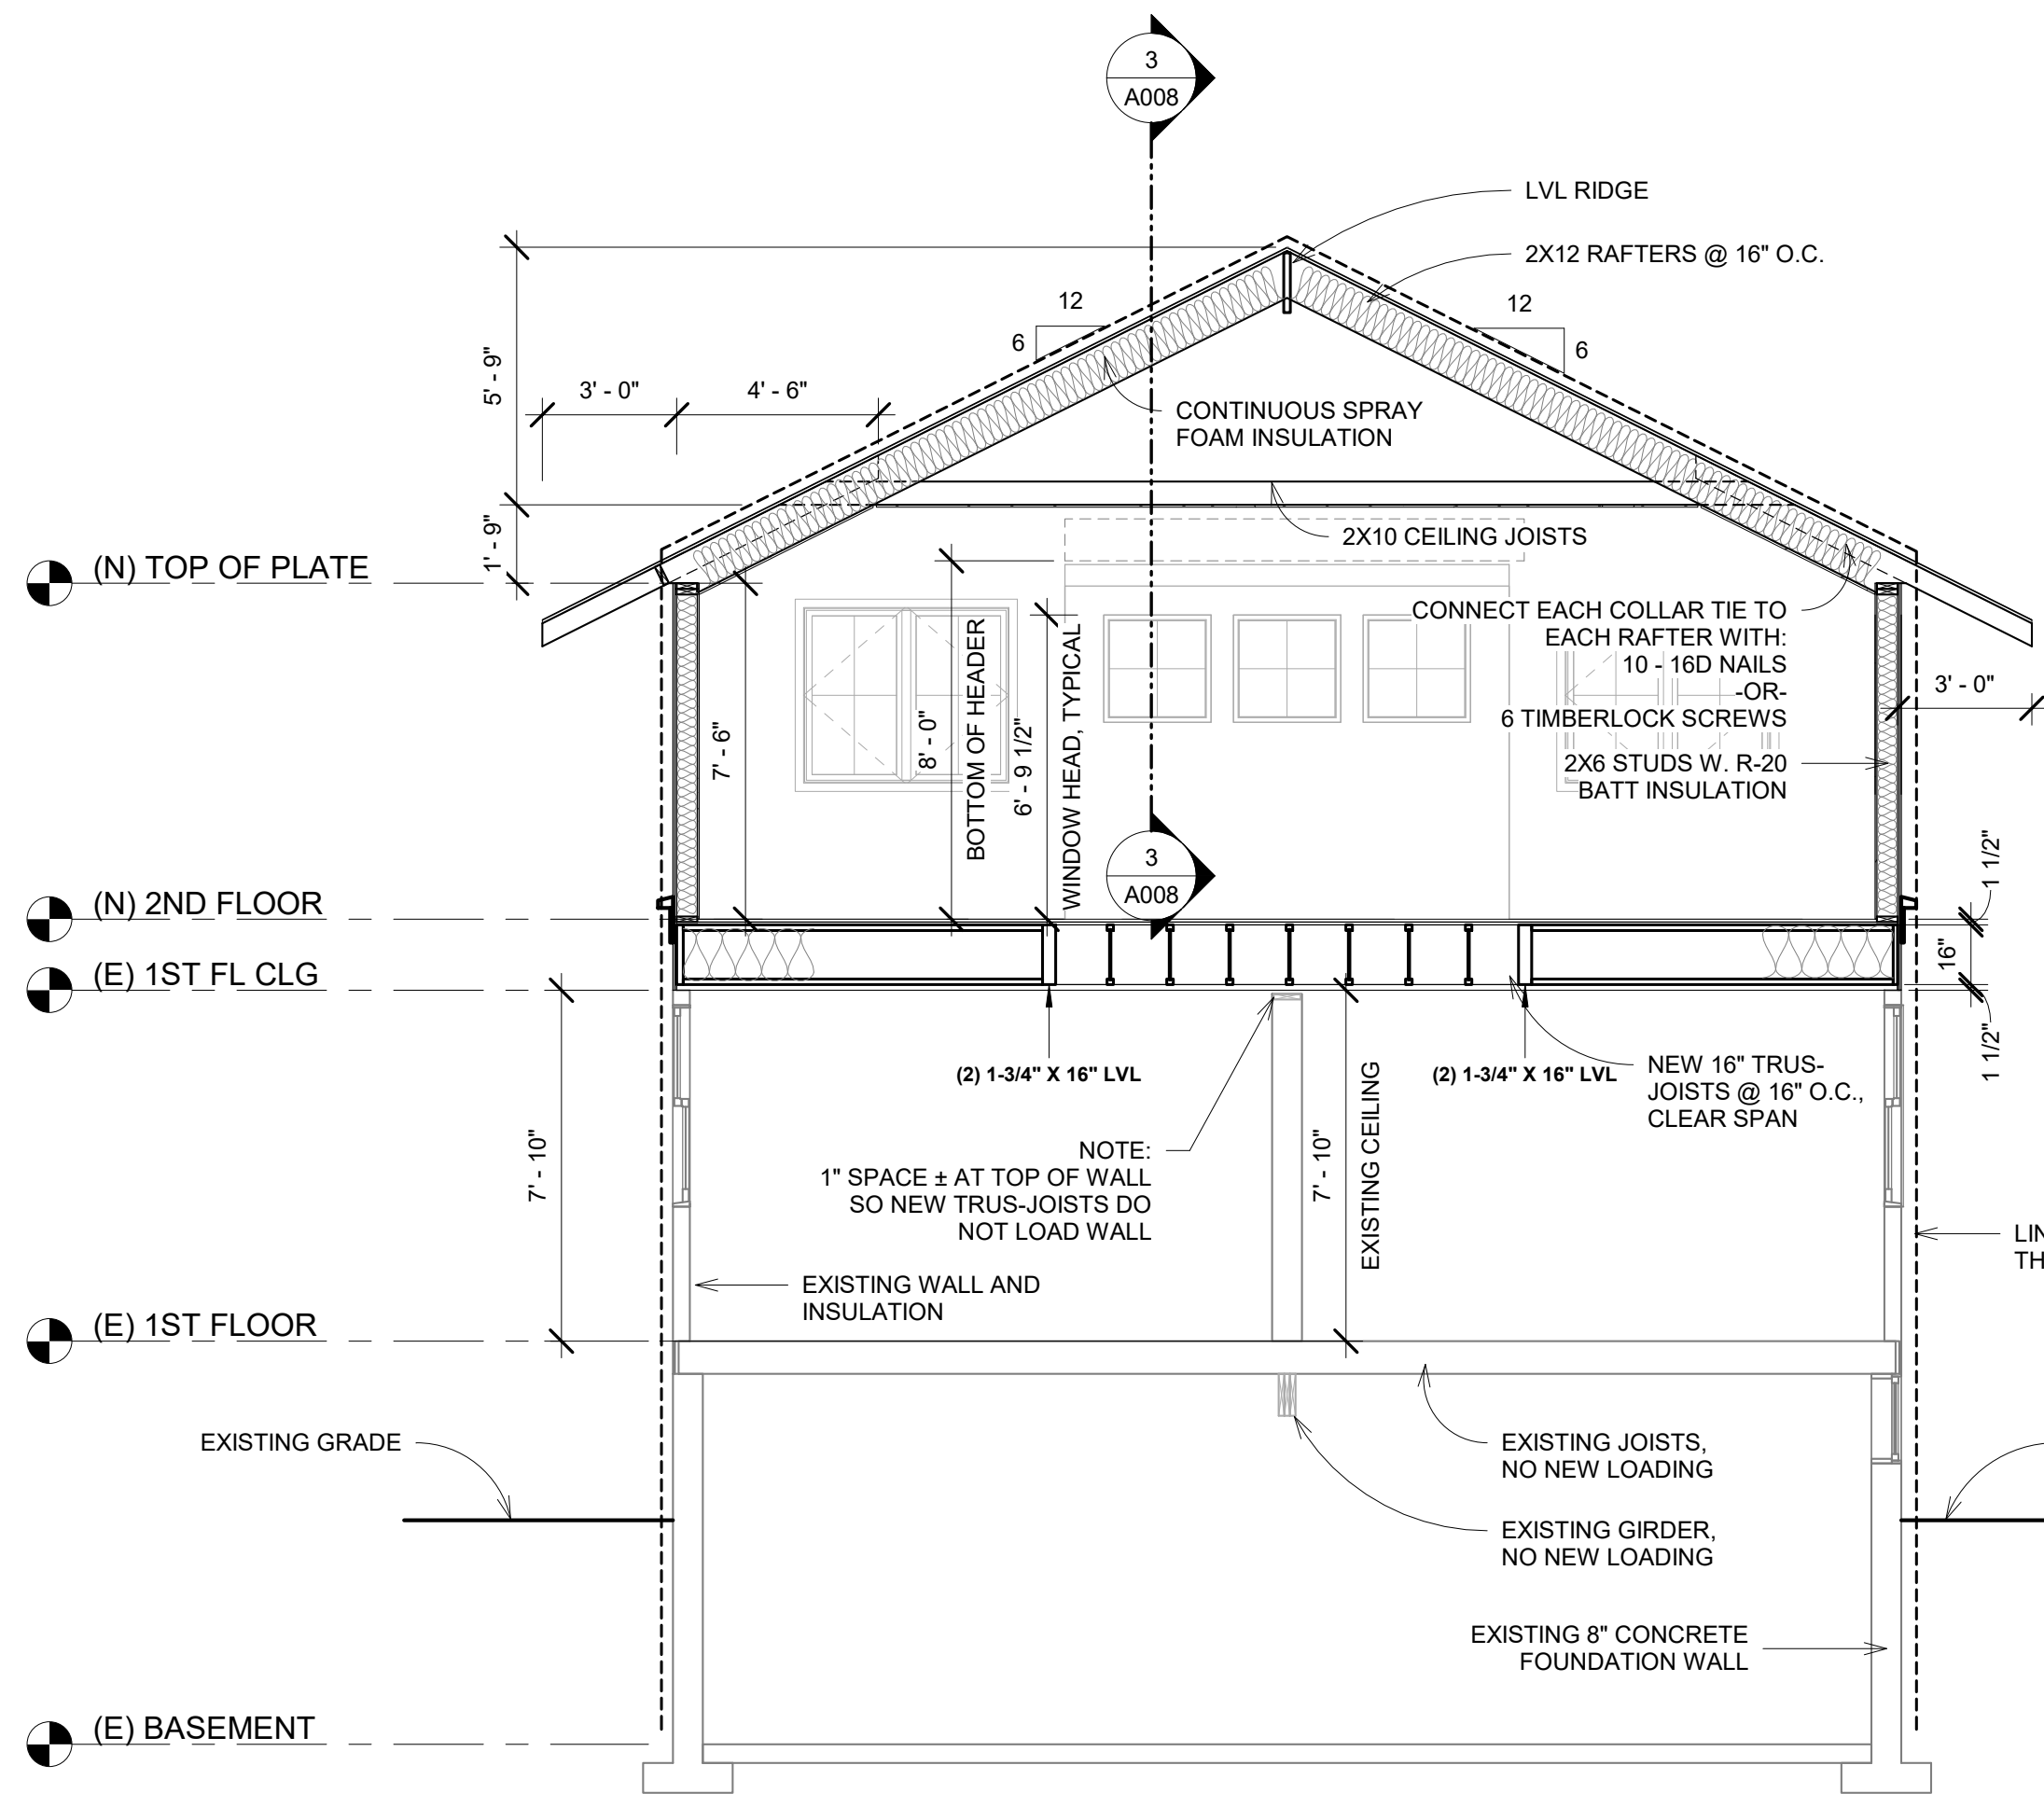 3
A008
LVL RIDGE
2X12 RAFTERS @ 16" O.C.
12
6
12
6
5' - 9"
3' - 0"
4' - 6"
CONTINUOUS SPRAY
FOAM INSULATION
1' - 9"
2X10 CEILING JOISTS
(N) TOP OF PLATE
CONNECT EACH COLLAR TIE TO
EACH RAFTER WITH:
10 - 16D NAILS
-OR-
6 TIMBERLOCK SCREWS
2X6 STUDS W. R-20
BATT INSULATION
3' - 0"
7' - 6"
8' - 0"
BOTTOM OF HEADER
6' - 9 1/2"
WINDOW HEAD, TYPICAL
3
A008
(N) 2ND FLOOR
1 1/2"
16"
1 1/2"
(E) 1ST FL CLG
(2) 1-3/4" X 16" LVL
(2) 1-3/4" X 16" LVL
NEW 16" TRUS-
JOISTS @ 16" O.C.,
CLEAR SPAN
7' - 10"
NOTE:
1" SPACE ± AT TOP OF WALL
SO NEW TRUS-JOISTS DO
NOT LOAD WALL
7' - 10"
EXISTING CEILING
LIN
TH
EXISTING WALL AND
INSULATION
(E) 1ST FLOOR
EXISTING GRADE
EXISTING JOISTS,
NO NEW LOADING
EXISTING GIRDER,
NO NEW LOADING
EXISTING 8" CONCRETE
FOUNDATION WALL
(E) BASEMENT